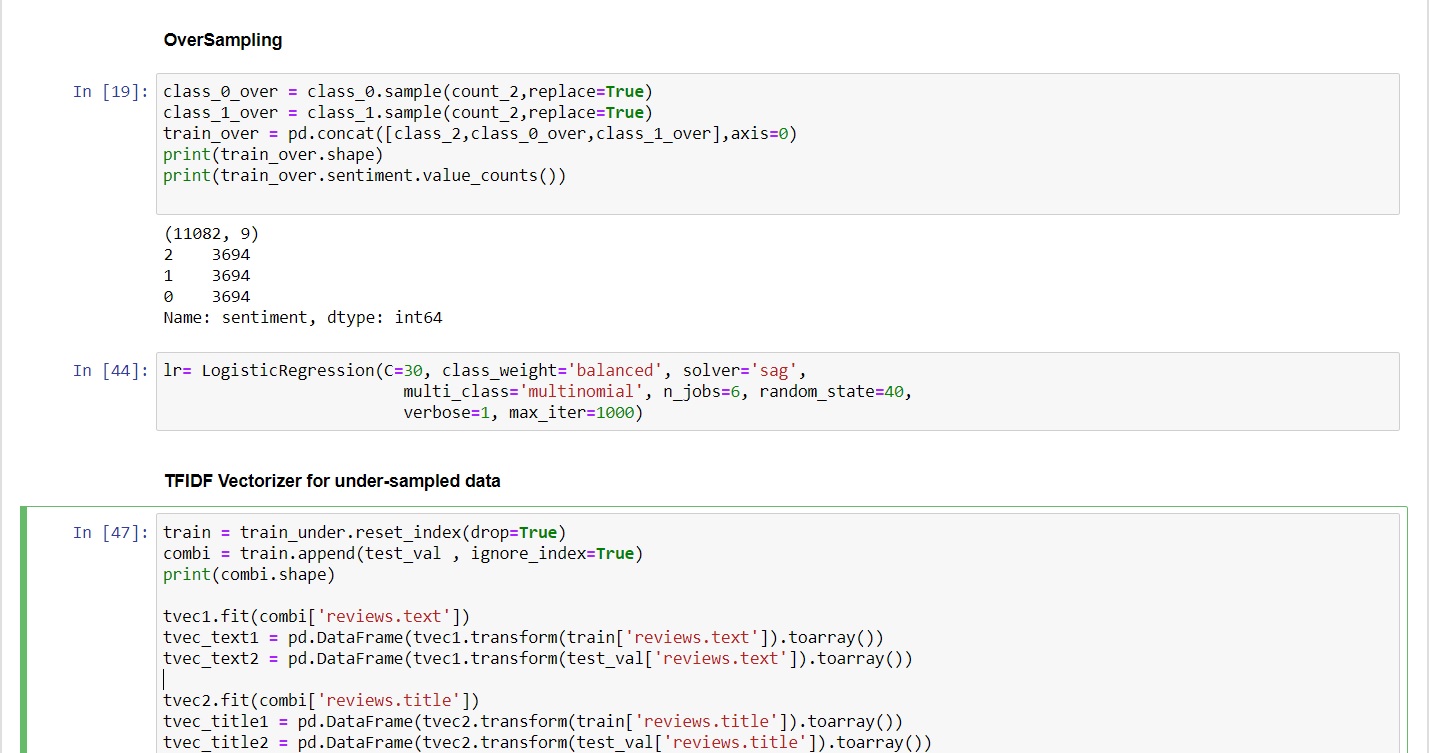 OverSampling
In [19]:
class_0_over = class_0.sample(count_2,replace=True)
class_1_over = class_1.sample(count_2,replace=True)
train_over = pd.concat([class_2,class_0_over,class_1_over],axis=0)
print(train_over.shape)
print(train_over.sentiment.value_counts())
(11082, 9)
2    3694
1    3694
0    3694
Name: sentiment, dtype: int64
In [44]:
lr= LogisticRegression(C=30, class_weight='balanced', solver='sag',
                         multi_class='multinomial', n_jobs=6, random_state=40,
                         verbose=1, max_iter=1000)
TFIDF Vectorizer for under-sampled data
In [47]:
train = train_under.reset_index(drop=True)
combi = train.append(test_val , ignore_index=True)
print(combi.shape)
tvec1.fit(combi['reviews.text'])
tvec_text1 = pd.DataFrame(tvec1.transform(train['reviews.text']).toarray())
tvec_text2 = pd.DataFrame(tvec1.transform(test_val['reviews.text']).toarray())
tvec2.fit(combi['reviews.title'])
tvec_title1 = pd.DataFrame(tvec2.transform(train['reviews.title']).toarray())
tvec_title2 = pd.DataFrame(tvec2.transform(test_val['reviews.title']).toarray())